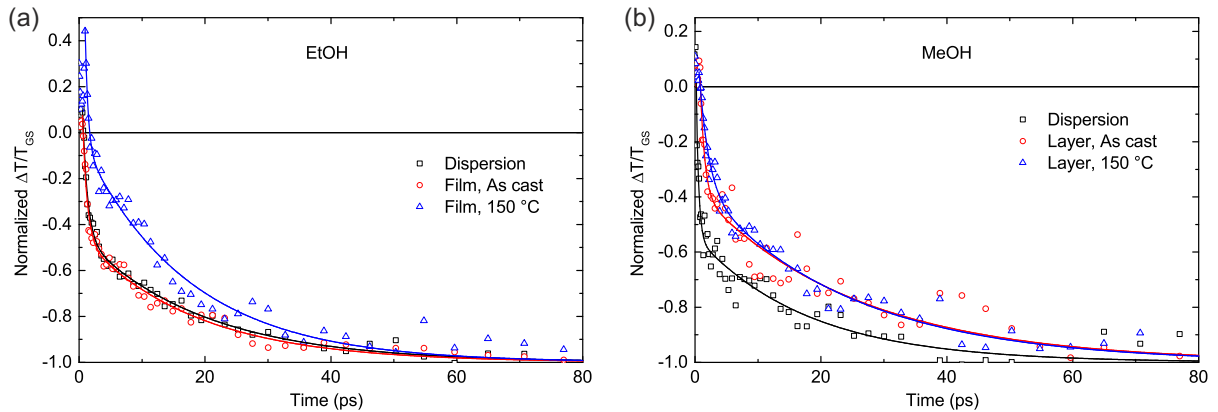 (a)
EtOH
Normalized ΔT/T_GS
0.4
0.2
0.0
-0.2
-0.4
-0.6
-0.8
-1.0
Dispersion
Film, As cast
Film, 150 °C
0
20
40
60
80
Time (ps)
(b)
MeOH
Normalized ΔT/T_GS
0.2
0.0
-0.2
-0.4
-0.6
-0.8
-1.0
Dispersion
Layer, As cast
Layer, 150 °C
0
20
40
60
80
Time (ps)